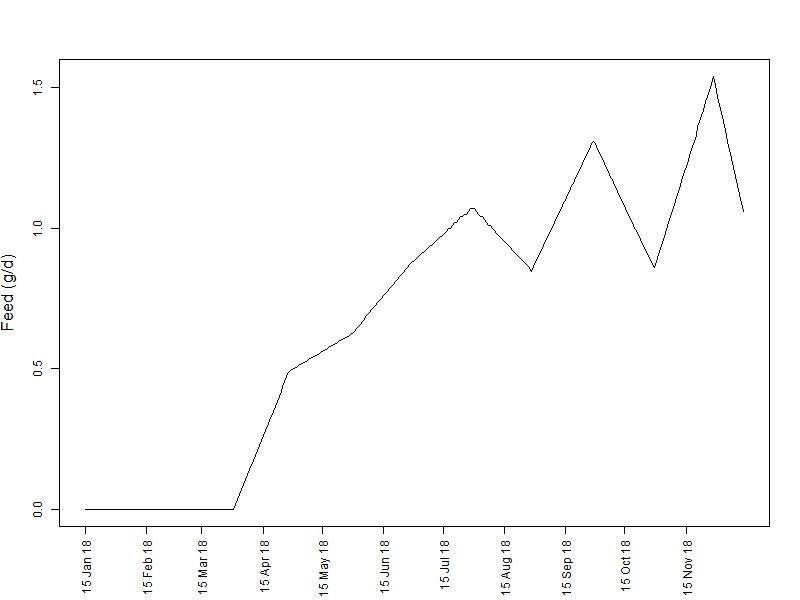 1.5
1.0
0.5
0.0
Feed (g/d)
15 Jan 18
15 Feb 18
15 Mar 18
15 Apr 18
15 May 18
15 Jun 18
15 Jul 18
15 Aug 18
15 Sep 18
15 Oct 18
15 Nov 18